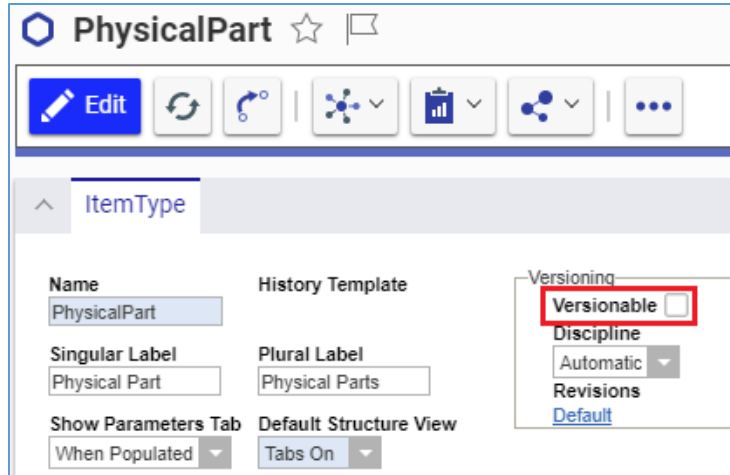 PhysicalPart
Edit
ItemType
Name
History Template
Versioning
PhysicalPart
Versionable
Discipline
Singular Label
Plural Label
Automatic
Physical Part
Physical Parts
Revisions
Default
Show Parameters Tab
Default Structure View
When Populated
Tabs On